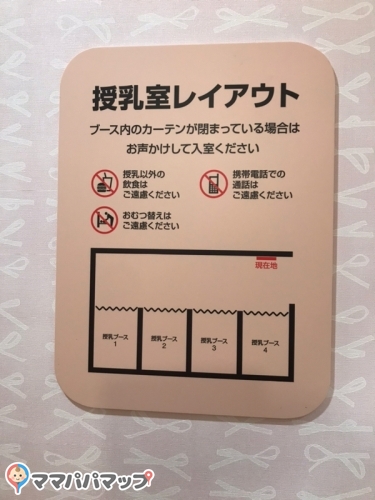 授乳室レイアウト
ブース内のカーテンが閉まっている場合は
お声かけして入室ください
授乳以外の
飲食は
ご遠慮ください
携帯電話での
通話は
ご遠慮ください
おむつ替えは
ご遠慮ください
現在地
授乳ブース
1
授乳ブース
2
授乳ブース
3
授乳ブース
4
ママパパマップ